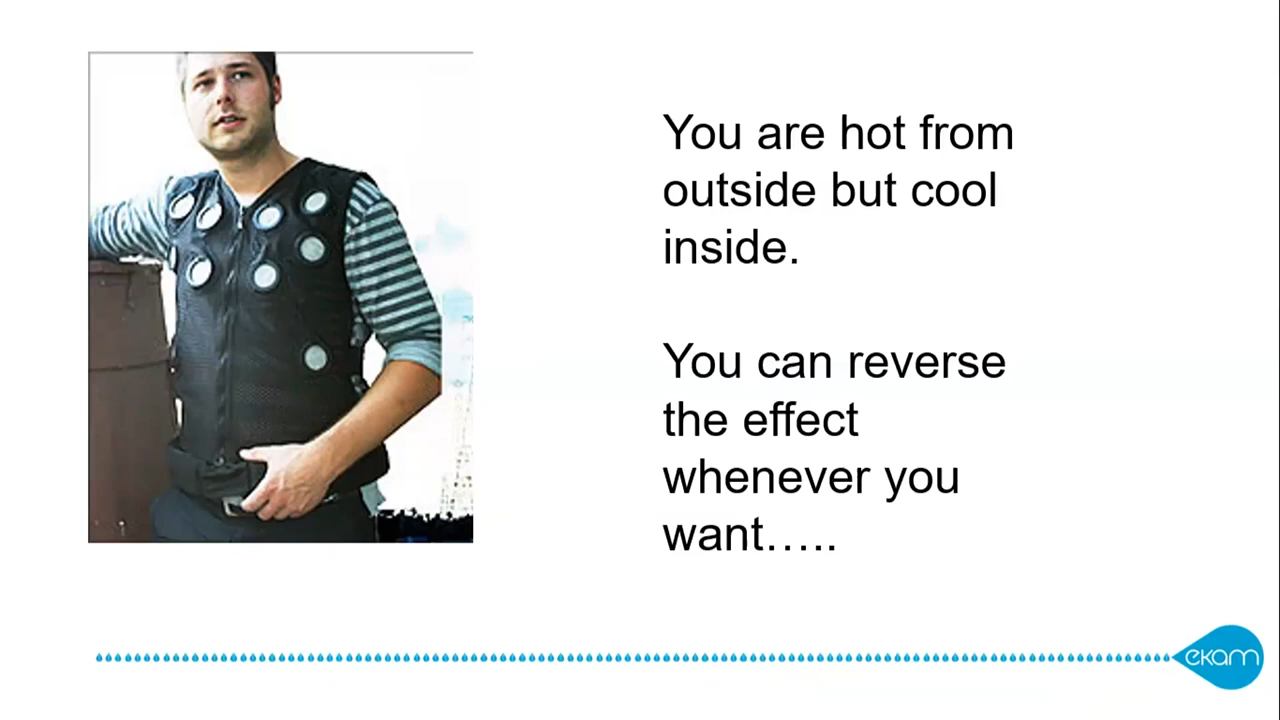 You are hot from
outside but cool
inside.
You can reverse
the effect
whenever you
want…..
ekam